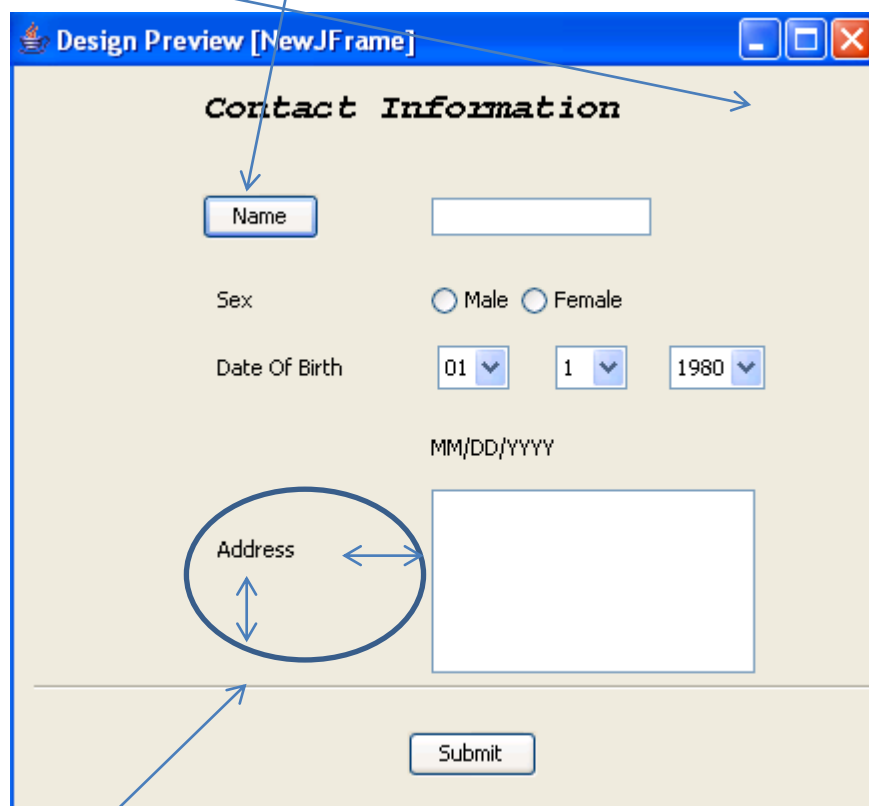 Design Preview [NewJFrame]
Contact Information
Name
Sex Male Female
Date Of Birth 01 1 1980
MM/DD/YYYY
Address
Submit